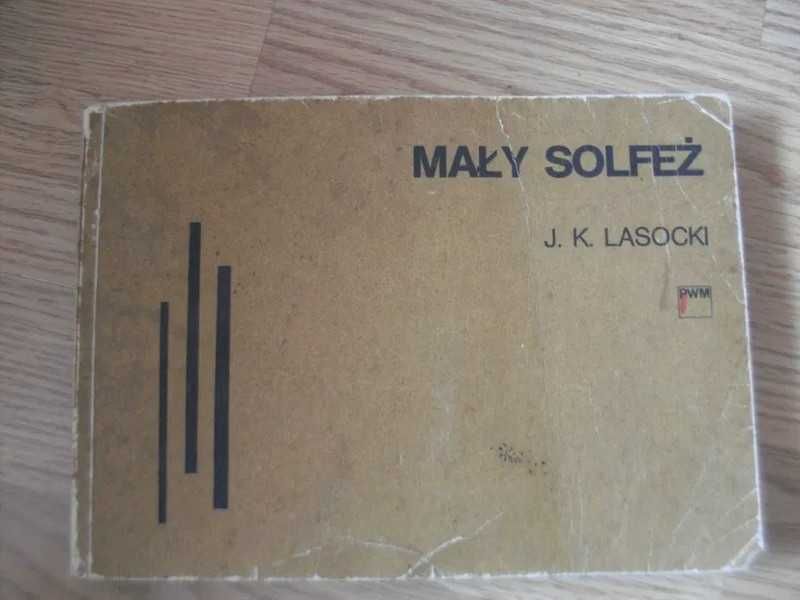 MAŁY SOLFEŻ
J. K. LASOCKI
PWM